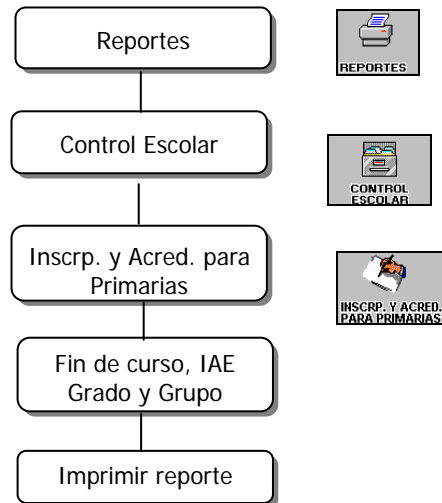 Reportes
REPORTES
Control Escolar
CONTROL
ESCOLAR
Inscrp. y Acred. para
Primarias
INSCRP. Y ACRED.
PARA PRIMARIAS
Fin de curso, IAE
Grado y Grupo
Imprimir reporte